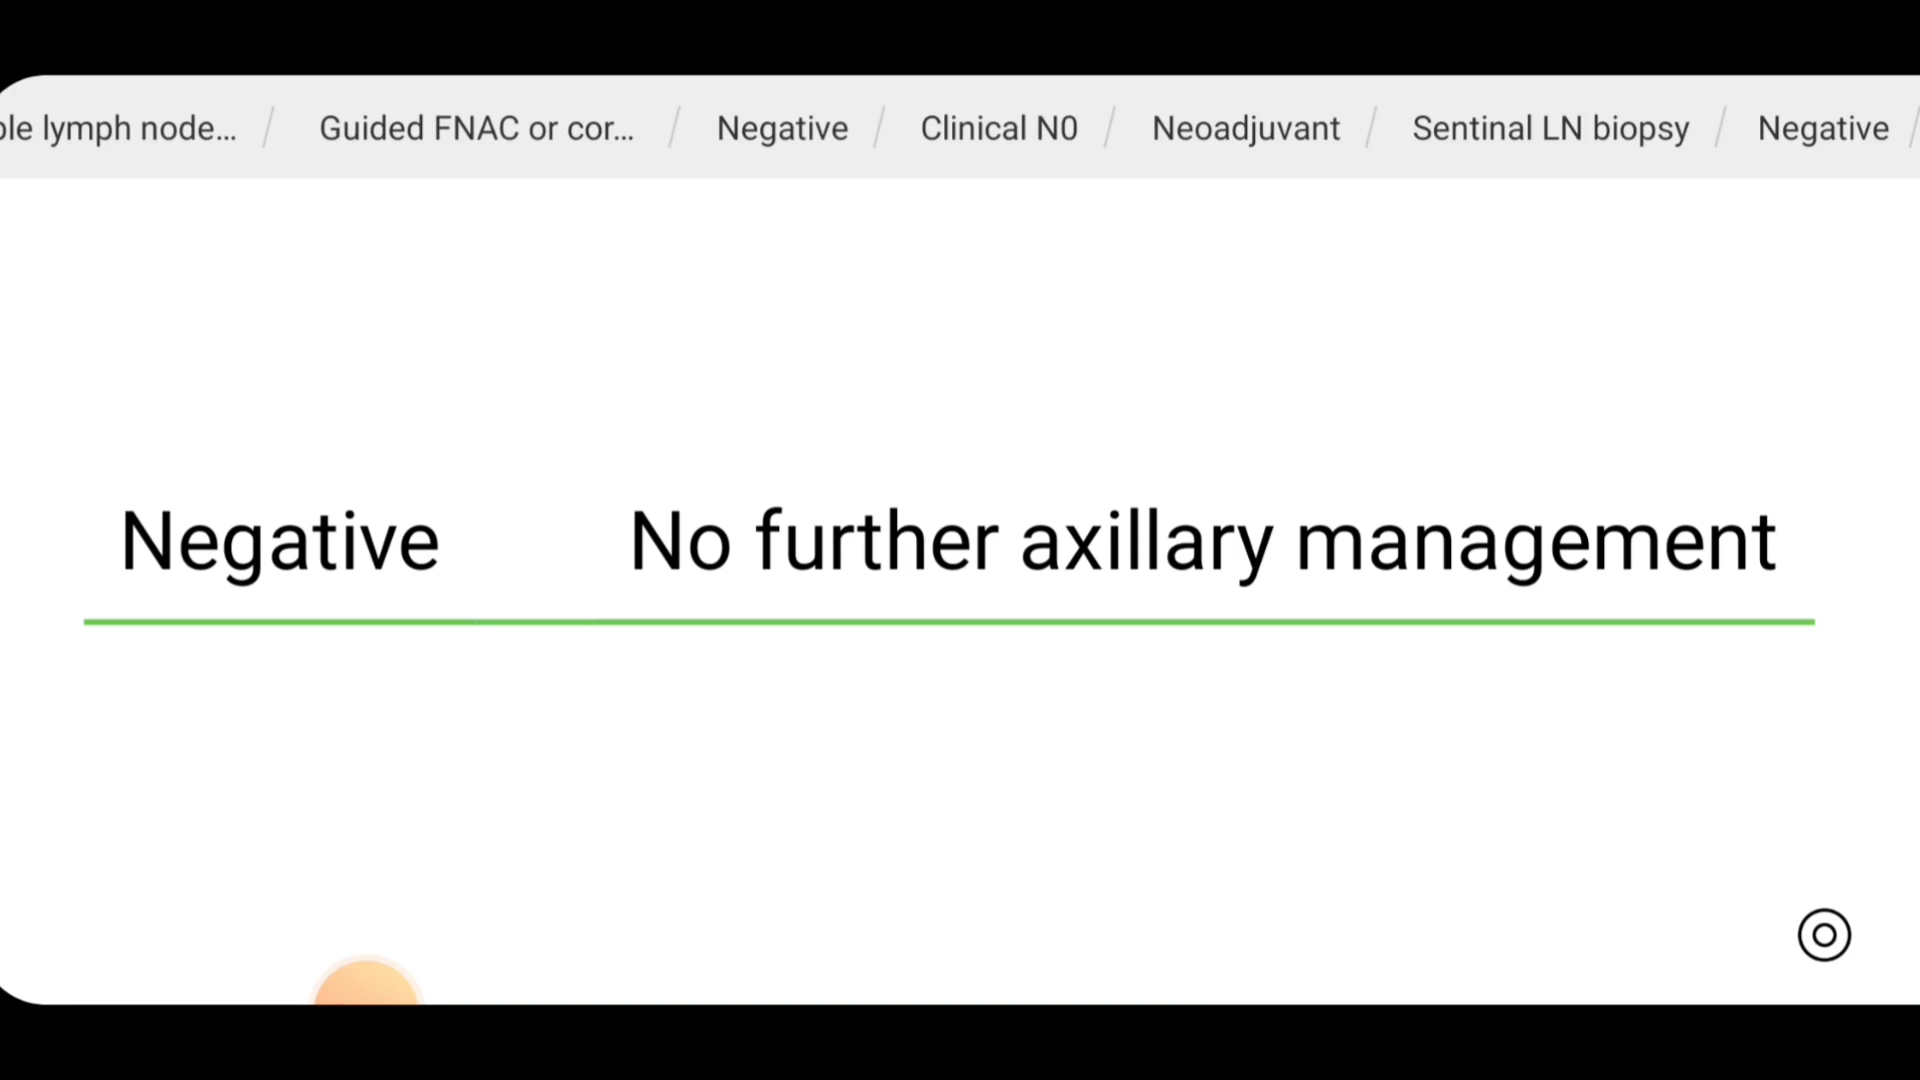 lymph node... / Guided FNAC or cor... / Negative / Clinical N0 / Neoadjuvant / Sentinal LN biopsy / Negative /
Negative No further axillary management